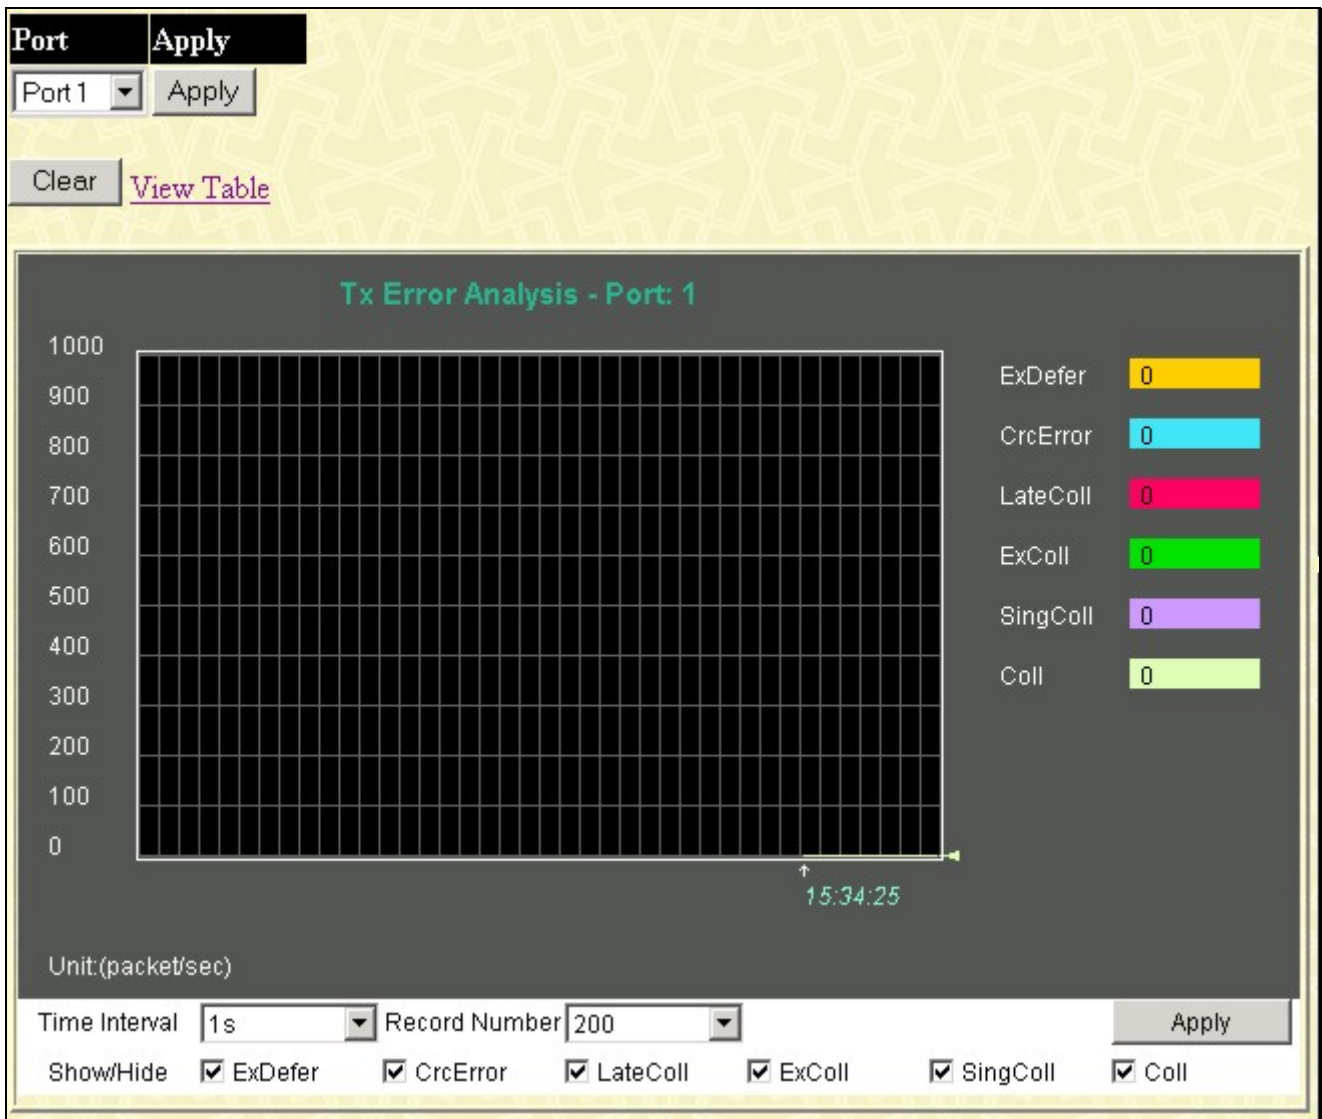 Port Apply
Port 1 Apply
Clear View Table
Tx Error Analysis - Port: 1
1000
900
800
700
600
500
400
300
200
100
0
ExDefer 0
CrcError 0
LateColl 0
ExColl 0
SingColl 0
Coll 0
15:34:25
Unit:(packet/sec)
Time Interval 1s Record Number 200 Apply
Show/Hide ExDefer CrcError LateColl ExColl SingColl Coll